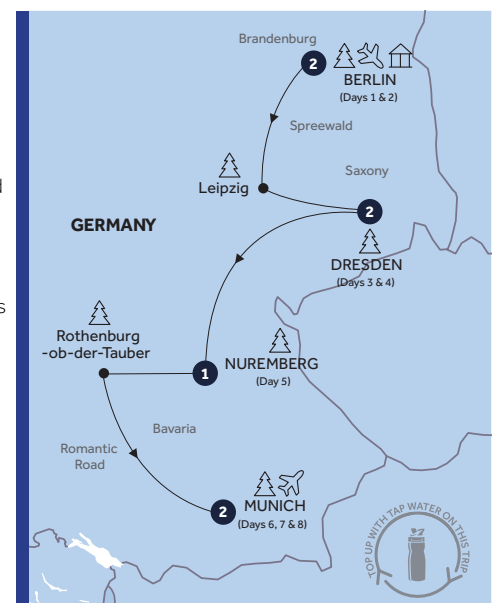 Brandenburg
2
BERLIN
(Days 1 & 2)
Spreewald
Saxony
Leipzig
2
GERMANY
DRESDEN
(Days 3 & 4)
Rothenburg
-ob-der-Tauber
1
NUREMBERG
(Day 5)
Bavaria
Romantic
Road
2
MUNICH
(Days 6, 7 & 8)
TOP UP WITH TAP WATER ON THIS TRIP